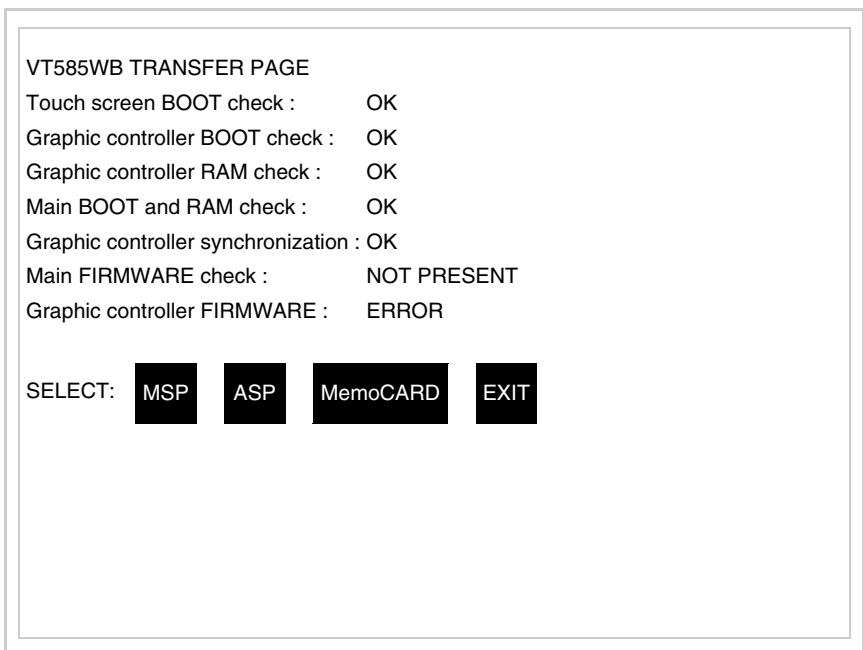 VT585WB TRANSFER PAGE
Touch screen BOOT check : OK
Graphic controller BOOT check : OK
Graphic controller RAM check : OK
Main BOOT and RAM check : OK
Graphic controller synchronization : OK
Main FIRMWARE check : NOT PRESENT
Graphic controller FIRMWARE : ERROR
SELECT: MSP ASP MemoCARD EXIT